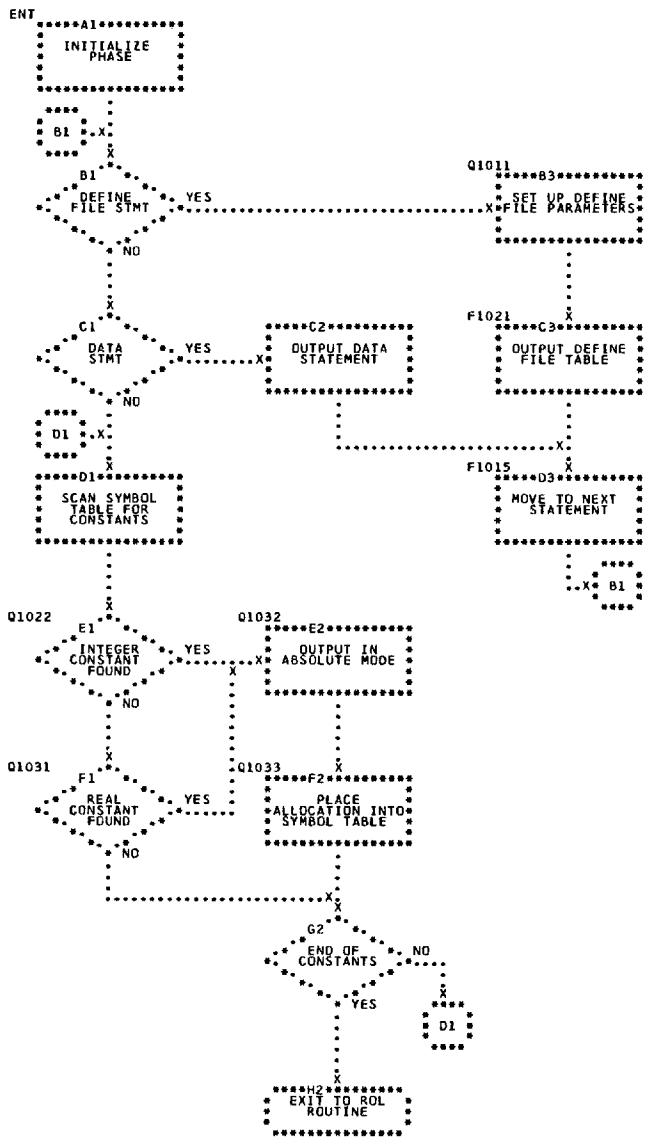 ENT
A1
INITIALIZE
PHASE
B1
X
X
B1
DEFINE
FILE STMT
YES
NO
Q1011
B3
X
SET UP DEFINE
FILE PARAMETERS
X
C1
DATA
STMT
YES
NO
X
C2
OUTPUT DATA
STATEMENT
X
F1021
C3
OUTPUT DEFINE
FILE TABLE
D1
X
X
X
X
D1
SCAN SYMBOL
TABLE FOR
CONSTANTS
F1015
D3
MOVE TO NEXT
STATEMENT
X
B1
X
Q1022
E1
INTEGER
CONSTANT
FOUND
YES
NO
X
X
Q1032
E2
OUTPUT IN
ABSOLUTE MODE
X
Q1031
F1
REAL
CONSTANT
FOUND
YES
NO
X
Q1033
F2
PLACE
ALLOCATION INTO
SYMBOL TABLE
X
X
G2
END OF
CONSTANTS
NO
YES
X
D1
X
H2
EXIT TO ROL
ROUTINE